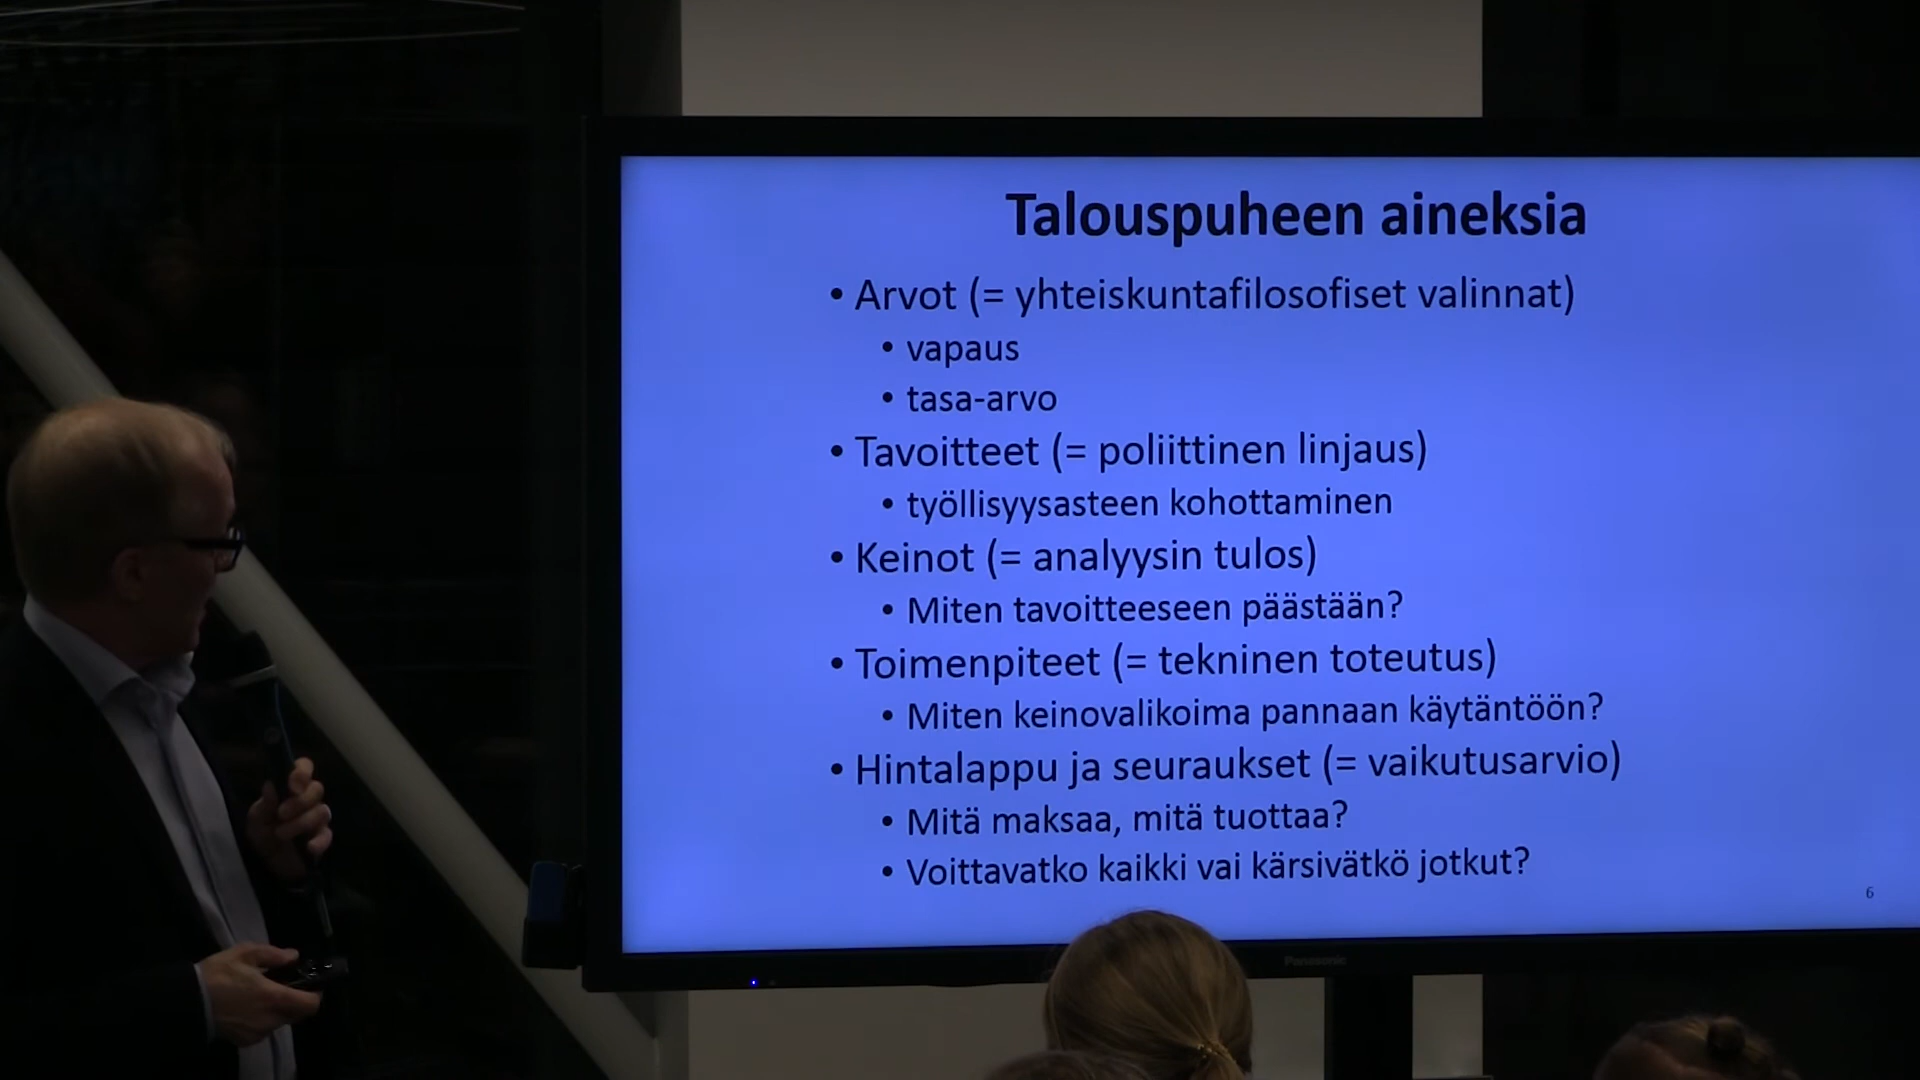 Talouspuheen aineksia
• Arvot (= yhteiskuntafilosofiset valinnat)
• vapaus
• tasa-arvo
• Tavoitteet (= poliittinen linjaus)
• työllisyysasteen kohottaminen
• Keinot (= analyysin tulos)
• Miten tavoitteeseen päästään?
• Toimenpiteet (= tekninen toteutus)
• Miten keinovalikoima pannaan käytäntöön?
• Hintalappu ja seuraukset (= vaikutusarvio)
• Mitä maksaa, mitä tuottaa?
• Voittavatko kaikki vai kärsivätkö jotkut?
6
Panasonic